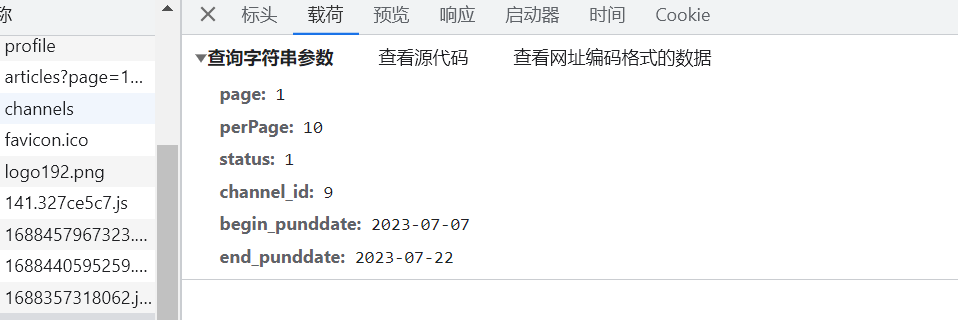 称
profile
articles?page=1...
channels
favicon.ico
logo192.png
141.327ce5c7.js
1688457967323....
1688440595259....
1688357318062.j...
标头 载荷 预览 响应 启动器 时间 Cookie
查询字符串参数 查看源代码 查看网址编码格式的数据
page: 1
perPage: 10
status: 1
channel_id: 9
begin_punddate: 2023-07-07
end_punddate: 2023-07-22